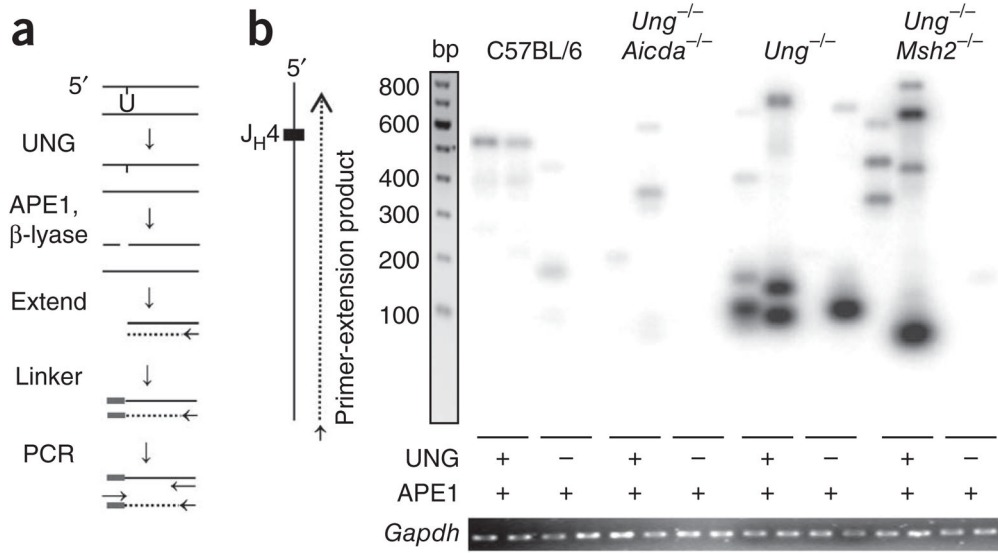 a
5′
U
UNG
APE1,
β-lyase
Extend
Linker
PCR
b
5′
JH4
Primer-extension product
bp
800
600
400
300
200
100
C57BL/6
Ung–/–
Aicda–/–
Ung–/–
Ung–/–
Msh2–/–
UNG + – + – + – + –
APE1 + + + + + + + +
Gapdh